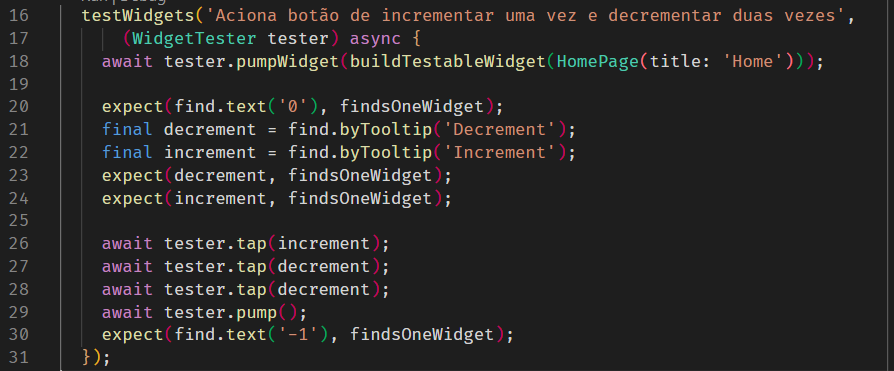 16 testWidgets('Aciona botão de incrementar uma vez e decrementar duas vezes',
17 (WidgetTester tester) async {
18 await tester.pumpWidget(buildTestableWidget(HomePage(title: 'Home')));
19
20 expect(find.text('0'), findsOneWidget);
21 final decrement = find.byTooltip('Decrement');
22 final increment = find.byTooltip('Increment');
23 expect(decrement, findsOneWidget);
24 expect(increment, findsOneWidget);
25
26 await tester.tap(increment);
27 await tester.tap(decrement);
28 await tester.tap(decrement);
29 await tester.pump();
30 expect(find.text('-1'), findsOneWidget);
31 });